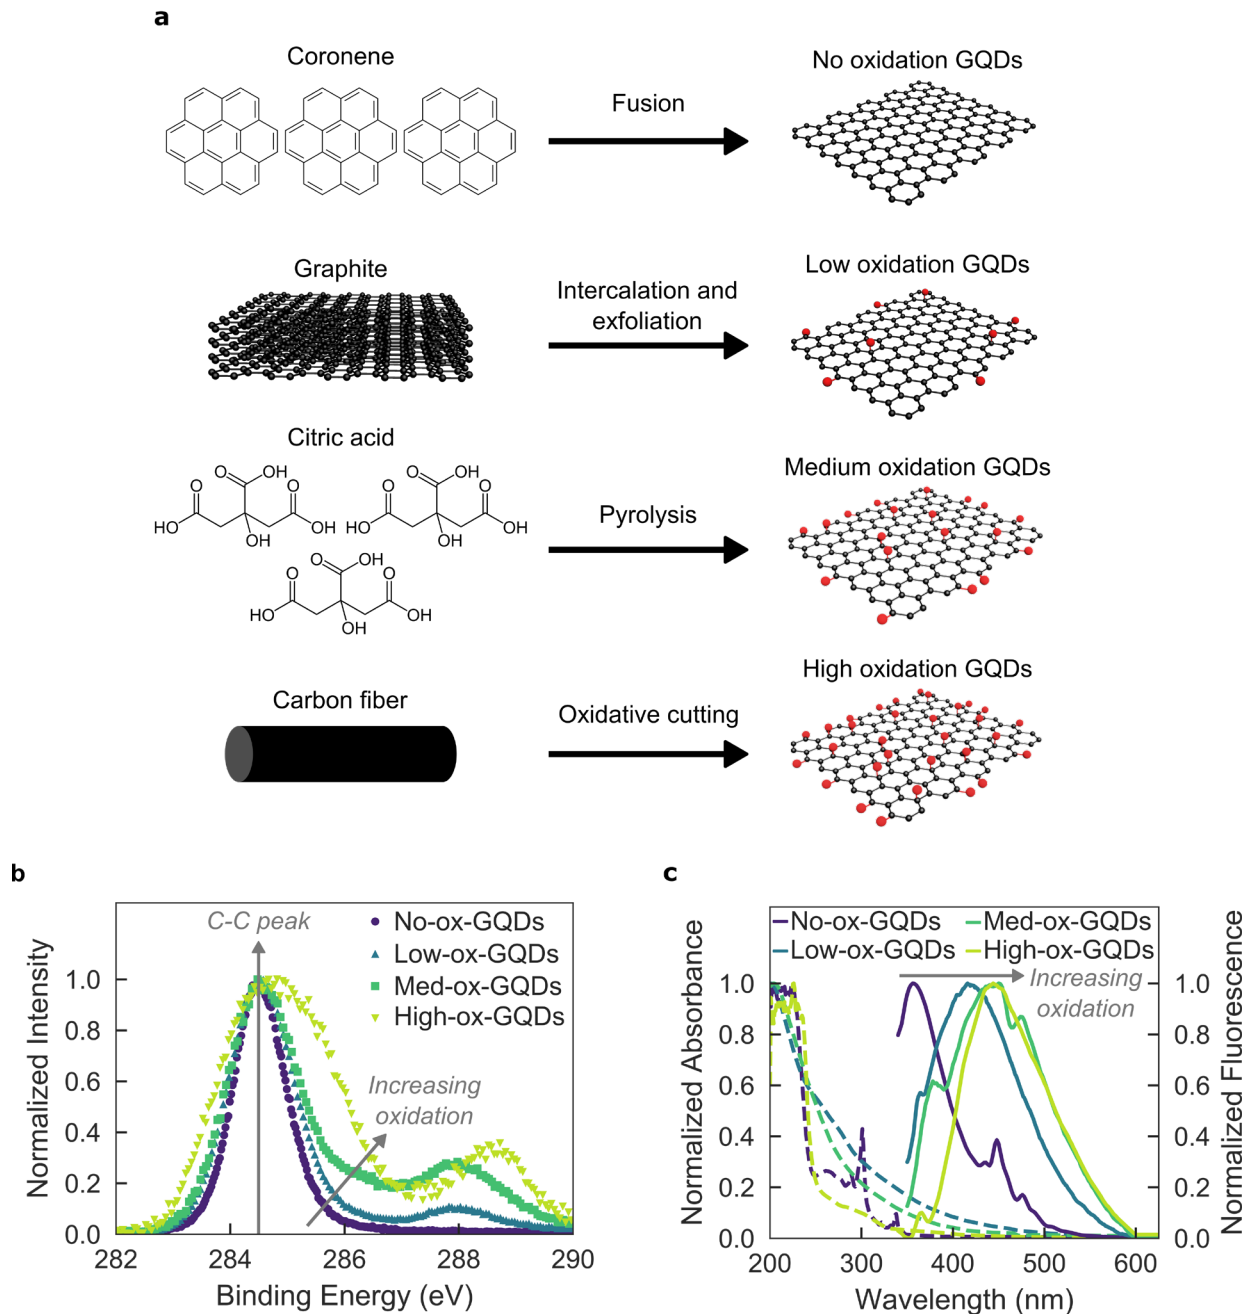 a
Coronene
Fusion
No oxidation GQDs
Graphite
Intercalation and
exfoliation
Low oxidation GQDs
Citric acid
O
OH
O
O
HO
OH
OH
O
OH
O
O
HO
OH
OH
O
OH
O
O
HO
OH
OH
Pyrolysis
Medium oxidation GQDs
Carbon fiber
Oxidative cutting
High oxidation GQDs
b
Normalized Intensity
1.0
0.8
0.6
0.4
0.2
0.0
C-C peak
No-ox-GQDs
Low-ox-GQDs
Med-ox-GQDs
High-ox-GQDs
Increasing
oxidation
282 284 286 288 290
Binding Energy (eV)
c
Normalized Absorbance
1.0
0.8
0.6
0.4
0.2
0.0
No-ox-GQDs Med-ox-GQDs
Low-ox-GQDs High-ox-GQDs
Increasing
oxidation
1.0
0.8
0.6
0.4
0.2
0.0
Normalized Fluorescence
200 300 400 500 600
Wavelength (nm)